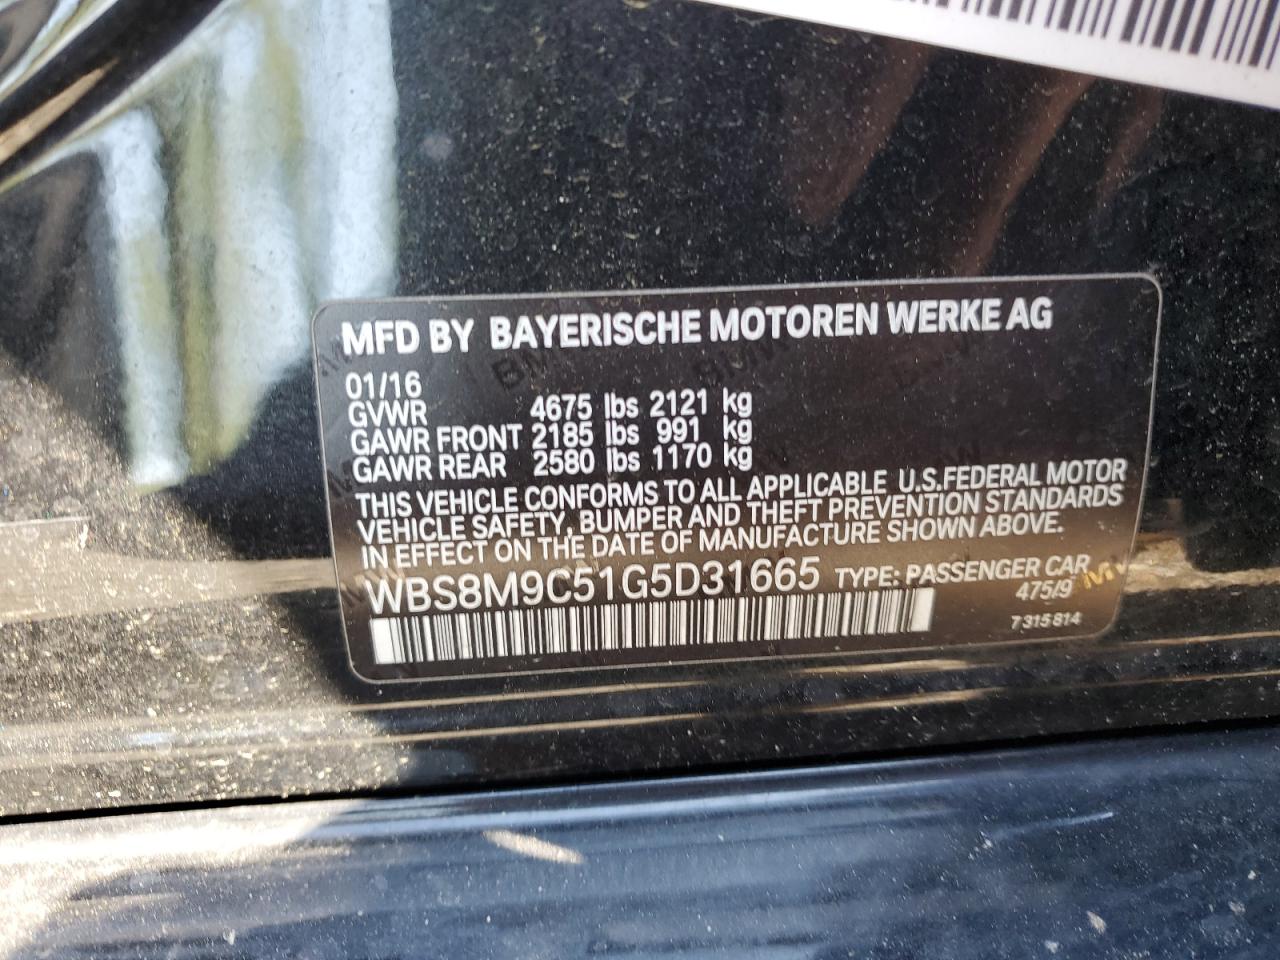 MFD BY BAYERISCHE MOTOREN WERKE AG
01/16
GVWR 4675 lbs 2121 kg
GAWR FRONT 2185 lbs 991 kg
GAWR REAR 2580 lbs 1170 kg
THIS VEHICLE CONFORMS TO ALL APPLICABLE U.S.FEDERAL MOTOR
VEHICLE SAFETY, BUMPER AND THEFT PREVENTION STANDARDS
IN EFFECT ON THE DATE OF MANUFACTURE SHOWN ABOVE.
WBS8M9C51G5D31665 TYPE: PASSENGER CAR
475/9
7315814